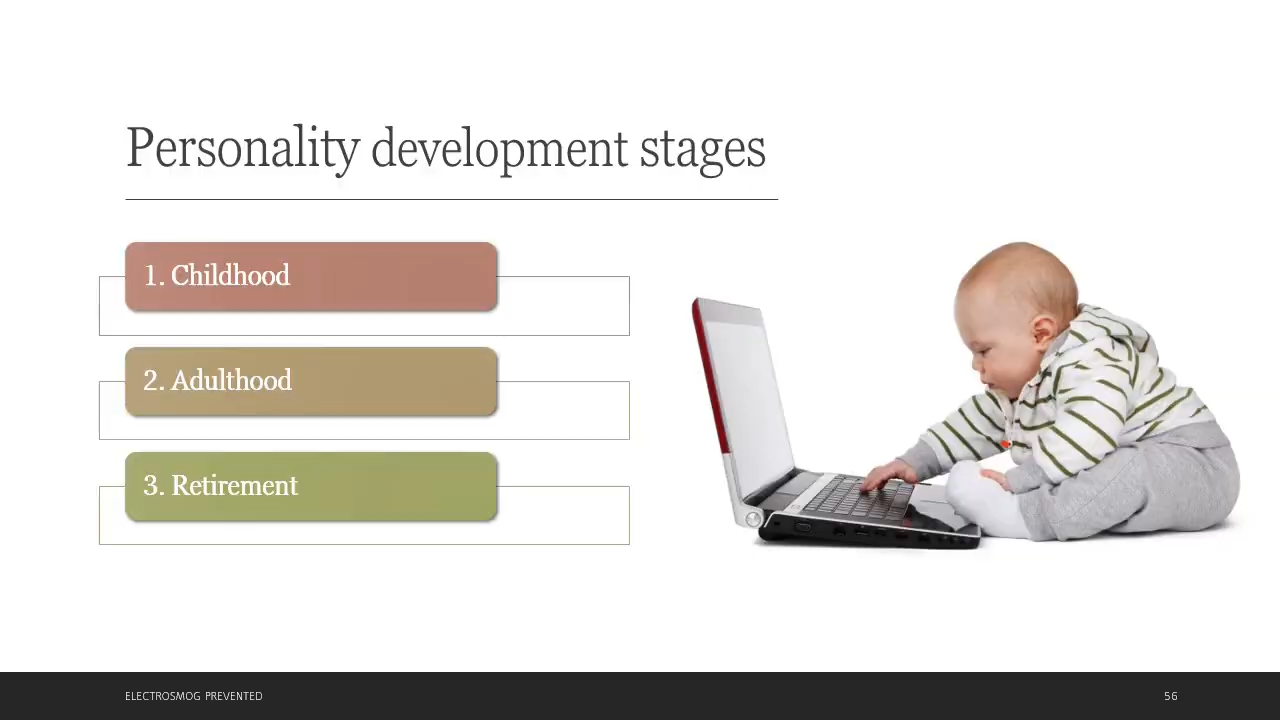 Personality development stages
1. Childhood
2. Adulthood
3. Retirement
ELECTROSMOG PREVENTED
56